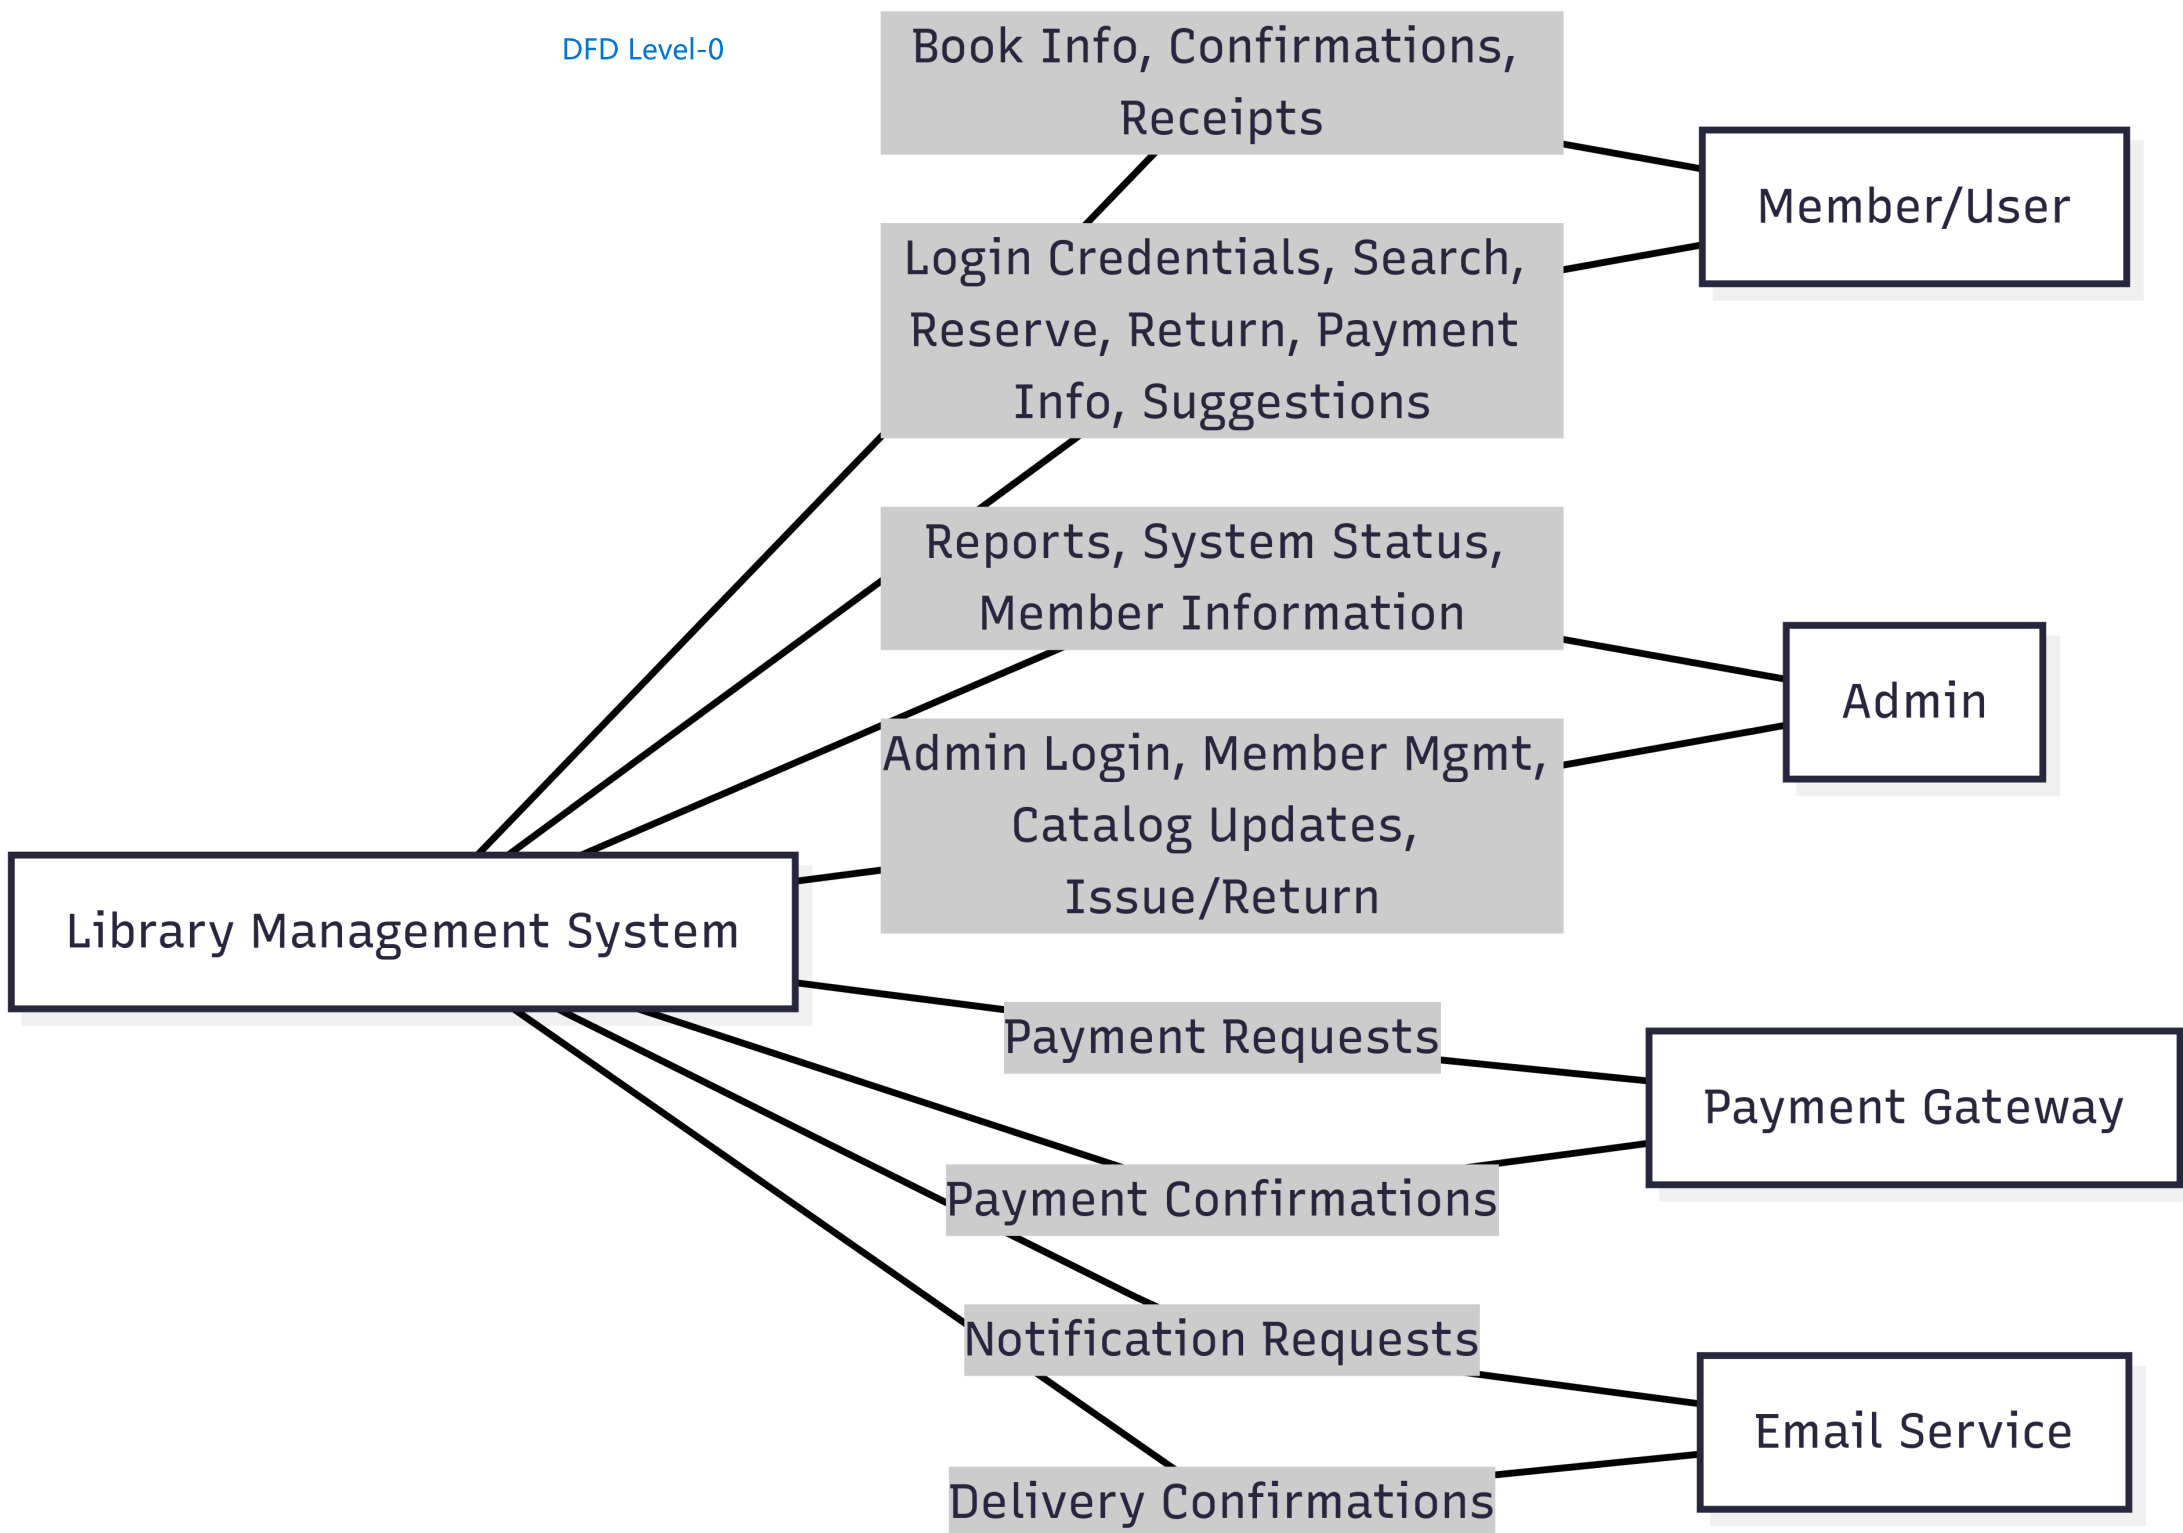 DFD Level-0
Book Info, Confirmations,
Receipts
Member/User
Login Credentials, Search,
Reserve, Return, Payment
Info, Suggestions
Reports, System Status,
Member Information
Admin
Admin Login, Member Mgmt,
Catalog Updates,
Issue/Return
Library Management System
Payment Requests
Payment Gateway
Payment Confirmations
Notification Requests
Email Service
Delivery Confirmations